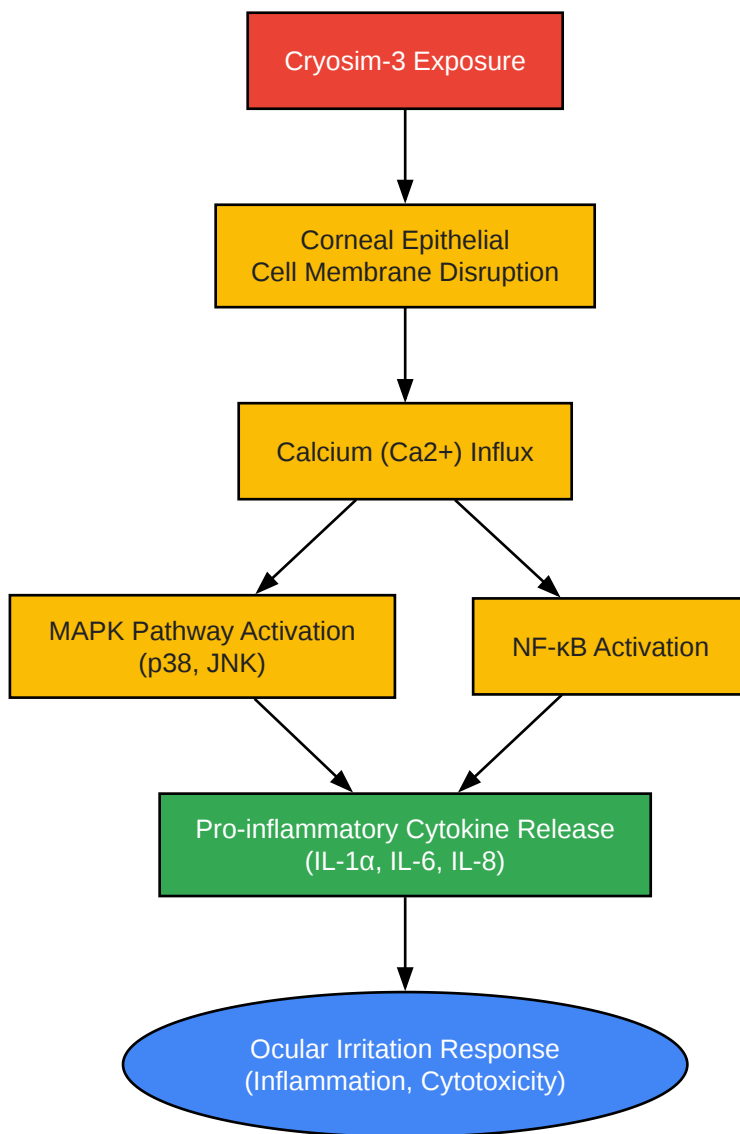 Cryosim-3 Exposure
Corneal Epithelial
Cell Membrane Disruption
Calcium (Ca2+) Influx
MAPK Pathway Activation
(p38, JNK)
NF-κB Activation
Pro-inflammatory Cytokine Release
(IL-1α, IL-6, IL-8)
Ocular Irritation Response
(Inflammation, Cytotoxicity)